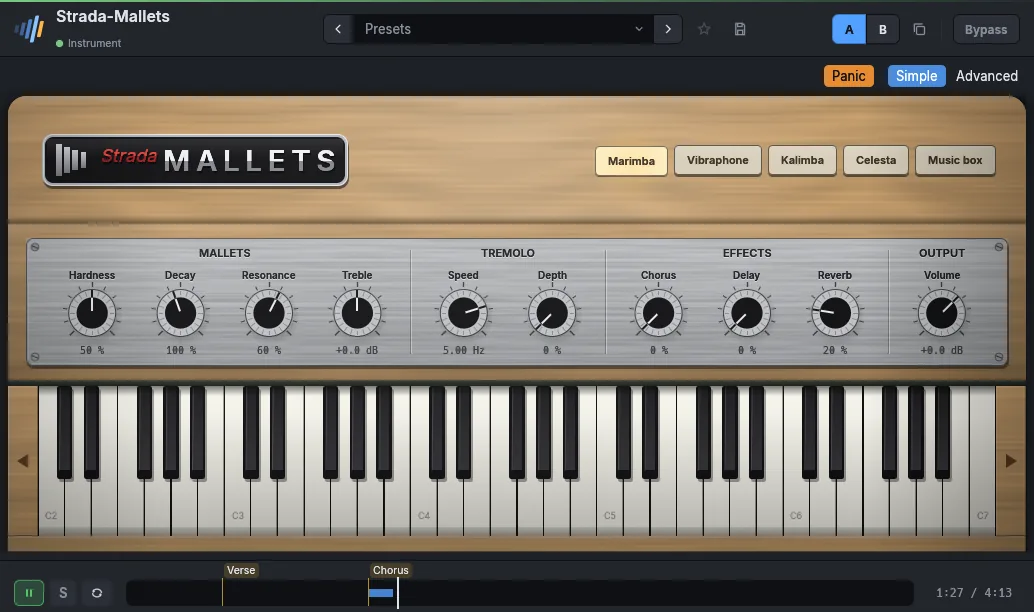 Strada-Mallets
Instrument
Presets
A B
Bypass
Panic Simple Advanced
Strada MALLETS
Marimba Vibraphone Kalimba Celesta Music box
MALLETS TREMOLO EFFECTS OUTPUT
Hardness Decay Resonance Treble Speed Depth Chorus Delay Reverb Volume
50 % 100 % 60 % +0.0 dB 5.00 Hz 0 % 0 % 0 % 20 % +0.0 dB
C2 C3 C4 C5 C6 C7
Verse Chorus
S 1:27 / 4:13